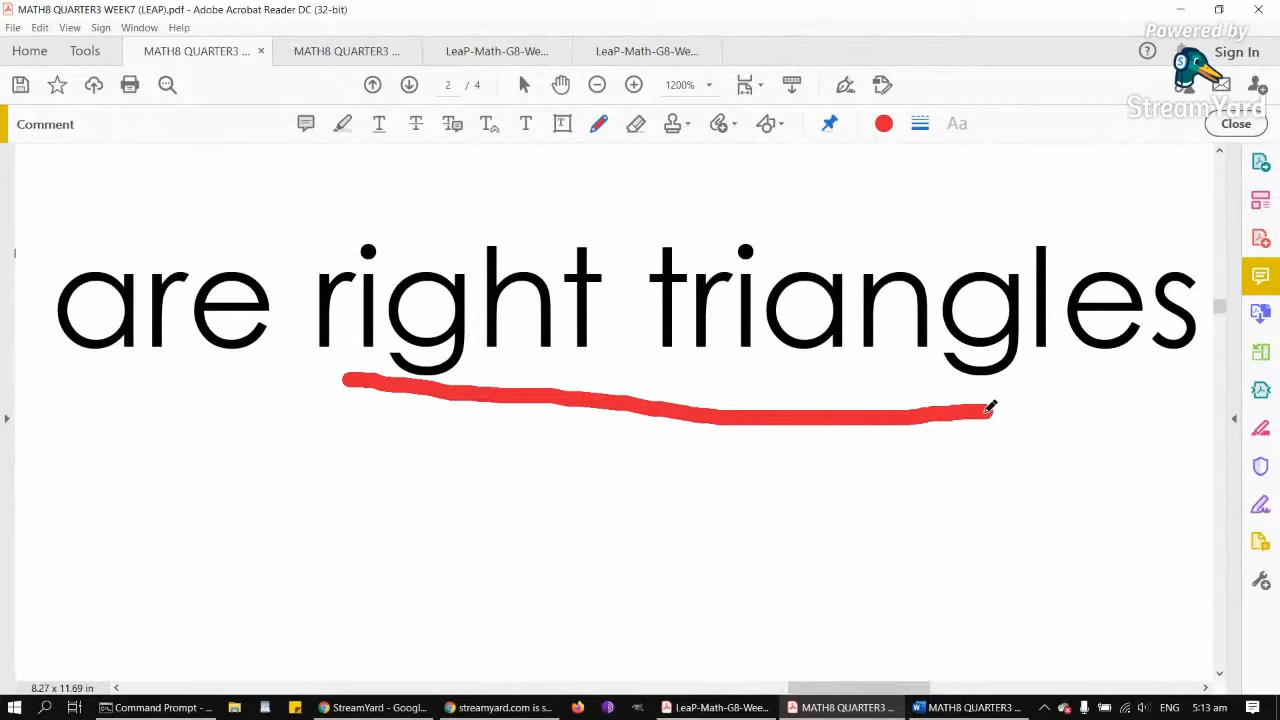 MATH8 QUARTER3 WEEK7 (LEAP).pdf - Adobe Acrobat Reader DC (32-bit)
File Edit View Sign Window Help
Powered by
StreamYard
Home Tools MATH8 QUARTER3 ... × MATH8 QUARTER3 ... LeaP-Math-G8-We... LeaP-Math-G8-We... Sign In
2 / 1200%
Comment Aa Close
are right triangles
8.27 x 11.69 in
Command Prompt - ... StreamYard - Googl... streamyard.com is s... LeaP-Math-G8-We... MATH8 QUARTER3 ... MATH8 QUARTER3 ... 5:13 am